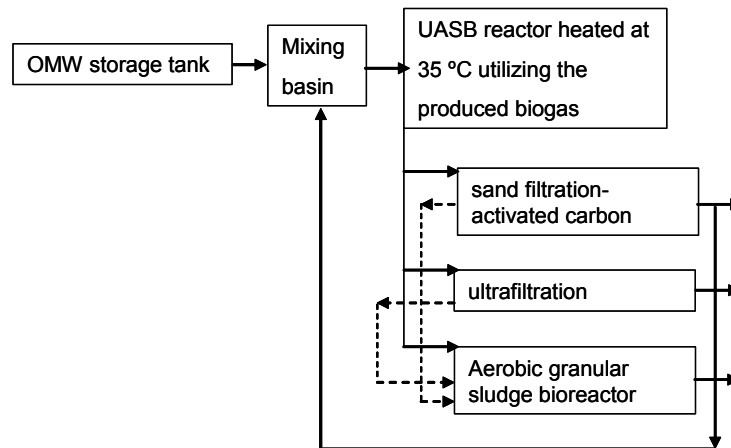 OMW storage tank
Mixing
basin
UASB reactor heated at
35 ºC utilizing the
produced biogas
sand filtration-
activated carbon
ultrafiltration
Aerobic granular
sludge bioreactor